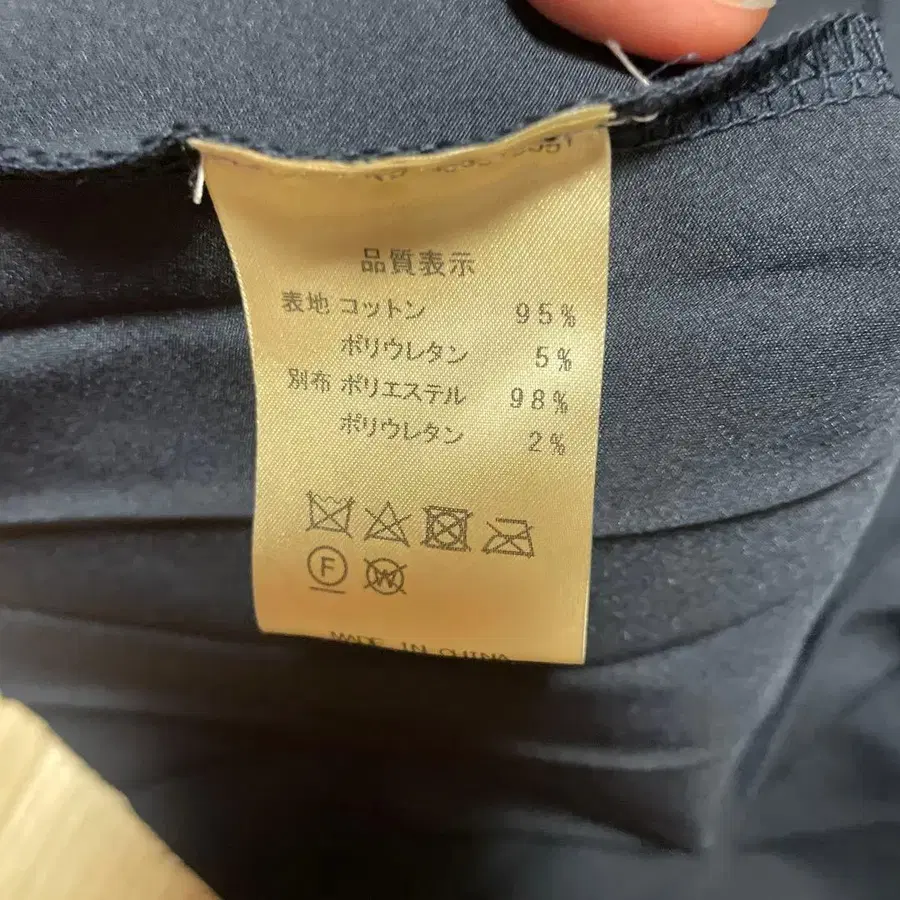 品質表示
表地 コットン 95%
ポリウレタン 5%
別布 ポリエステル 98%
ポリウレタン 2%
F W
MADE IN CHINA